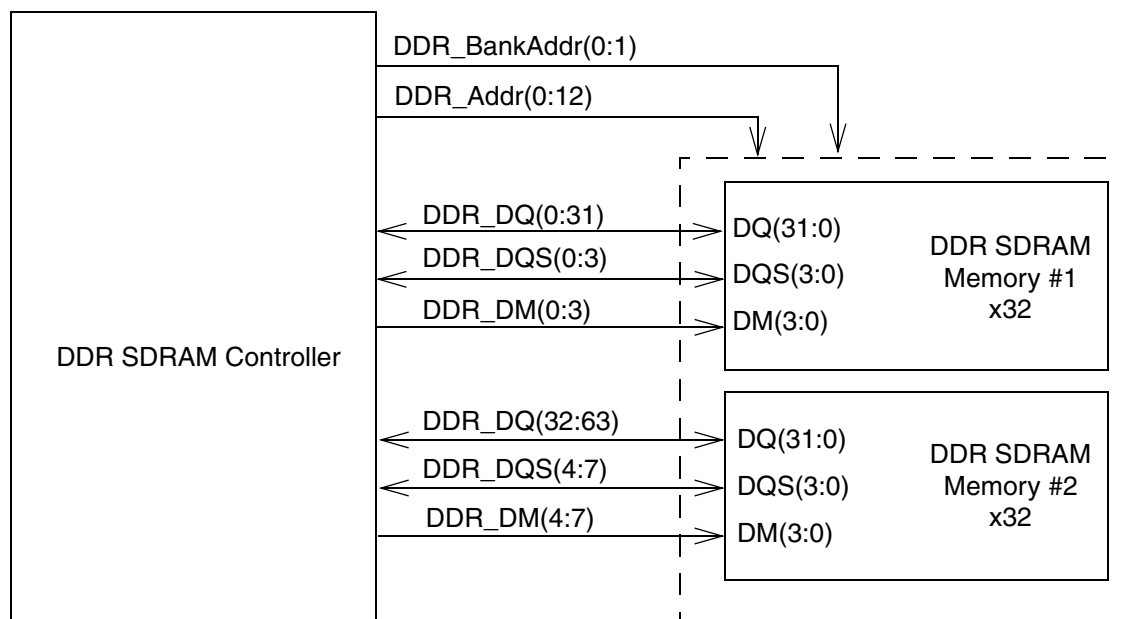 DDR_BankAddr(0:1)
DDR_Addr(0:12)
DDR SDRAM Controller
DDR_DQ(0:31)
DDR_DQS(0:3)
DDR_DM(0:3)
DQ(31:0)
DQS(3:0)
DM(3:0)
DDR SDRAM
Memory #1
x32
DDR_DQ(32:63)
DDR_DQS(4:7)
DDR_DM(4:7)
DQ(31:0)
DQS(3:0)
DM(3:0)
DDR SDRAM
Memory #2
x32